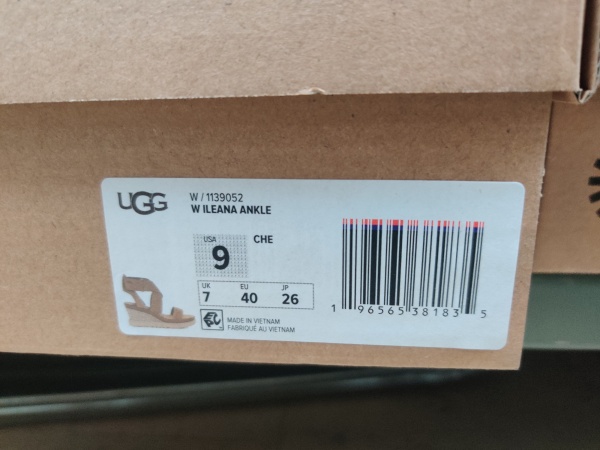 UGG
W / 1139052
W ILEANA ANKLE
USA
9
CHE
UK EU JP
7 40 26
MADE IN VIETNAM
FABRIQUÉ AU VIETNAM
1 96565 38183 5